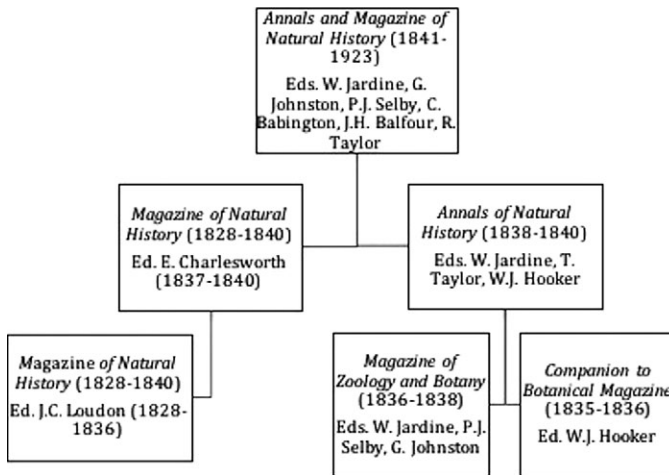 Annals and Magazine of
Natural History (1841-
1923)
Eds. W. Jardine, G.
Johnston, P.J. Selby, C.
Babington, J.H. Balfour, R.
Taylor
Magazine of Natural
History (1828-1840)
Ed. E. Charlesworth
(1837-1840)
Annals of Natural
History (1838-1840)
Eds. W. Jardine, T.
Taylor, W.J. Hooker
Magazine of Natural
History (1828-1840)
Ed. J.C. Loudon (1828-
1836)
Magazine of
Zoology and Botany
(1836-1838)
Eds. W. Jardine, P.J.
Selby, G. Johnston
Companion to
Botanical Magazine
(1835-1836)
Ed. W.J. Hooker